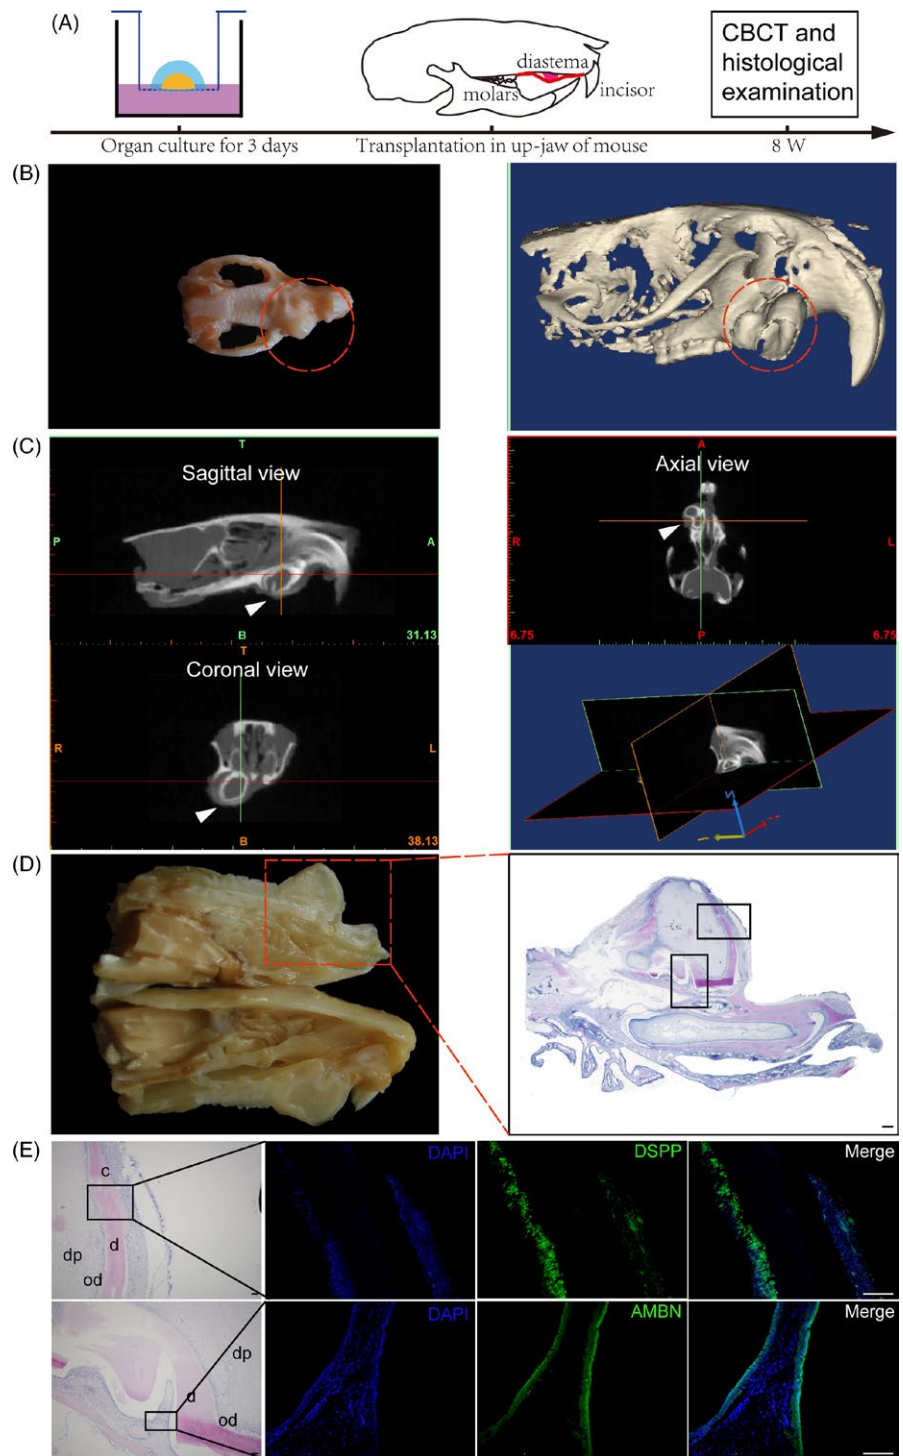 (A)
diastema
molars
incisor
CBCT and
histological
examination
Organ culture for 3 days
Transplantation in up-jaw of mouse
8 W
(B)
(C)
T
Sagittal view
P
A
B
31.13
A
Axial view
R
L
6.75
P
6.75
T
Coronal view
R
L
B
38.13
(D)
(E)
c
d
dp
od
DAPI
DSPP
Merge
dp
d
od
DAPI
AMBN
Merge